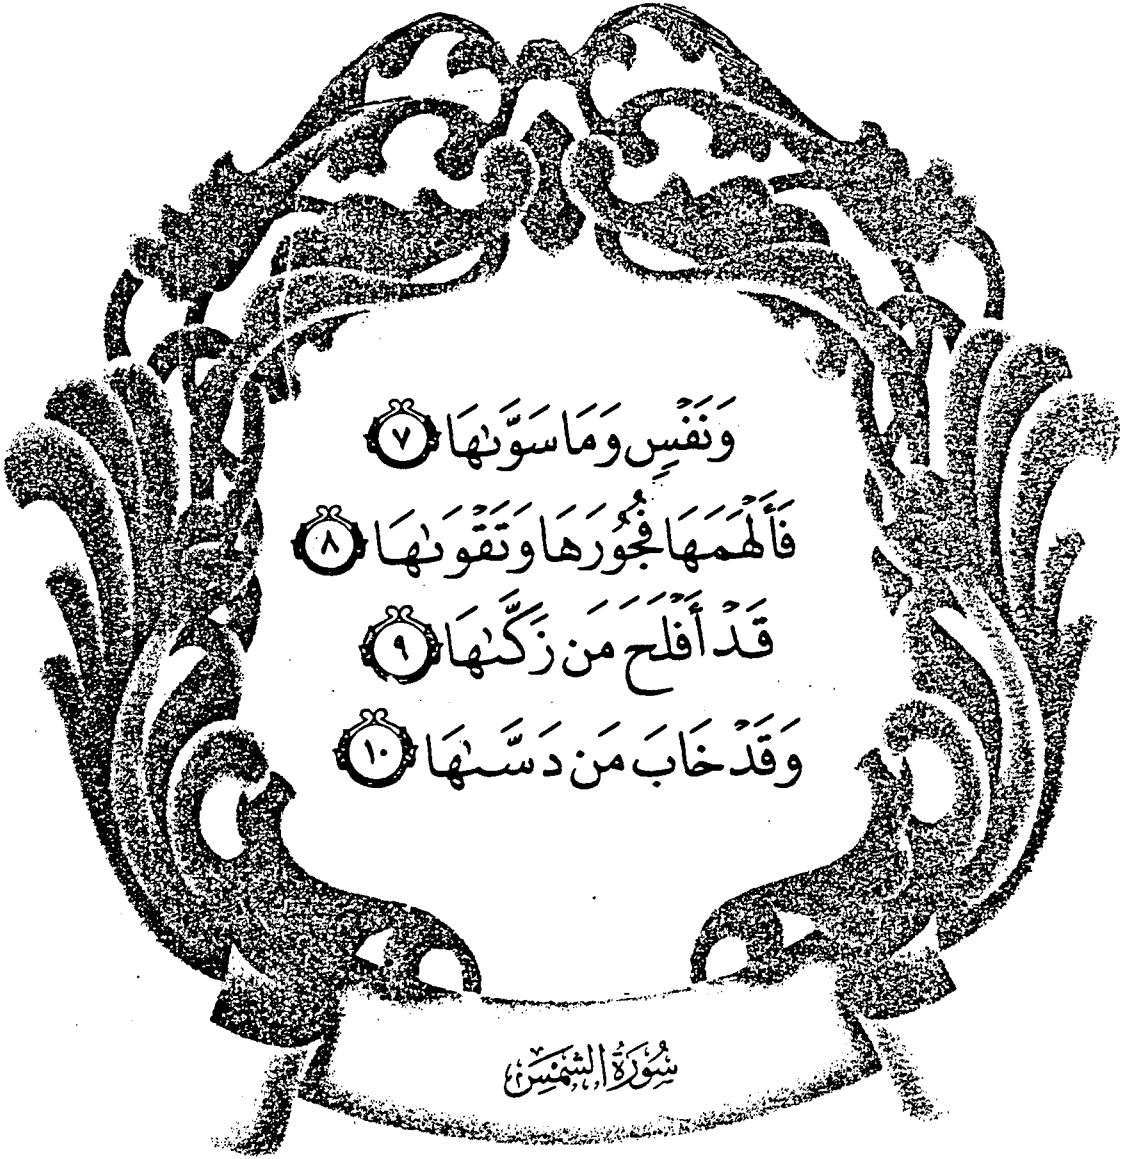 وَنَفْسٍ وَمَا سَوَّىٰهَا ٧
فَأَلْهَمَهَا فُجُورَهَا وَتَقْوَىٰهَا ٨
قَدْ أَفْلَحَ مَن زَكَّىٰهَا ٩
وَقَدْ خَابَ مَن دَسَّىٰهَا ١٠
سُورَةُ الشَّمْسِ